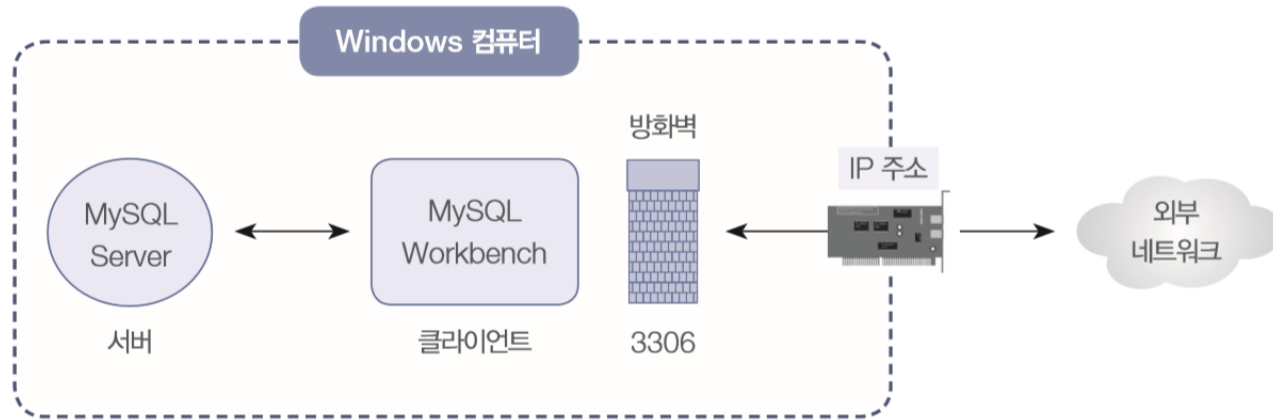 Windows 컴퓨터
방화벽
IP 주소
MySQL
Server
MySQL
Workbench
외부
네트워크
서버
클라이언트
3306